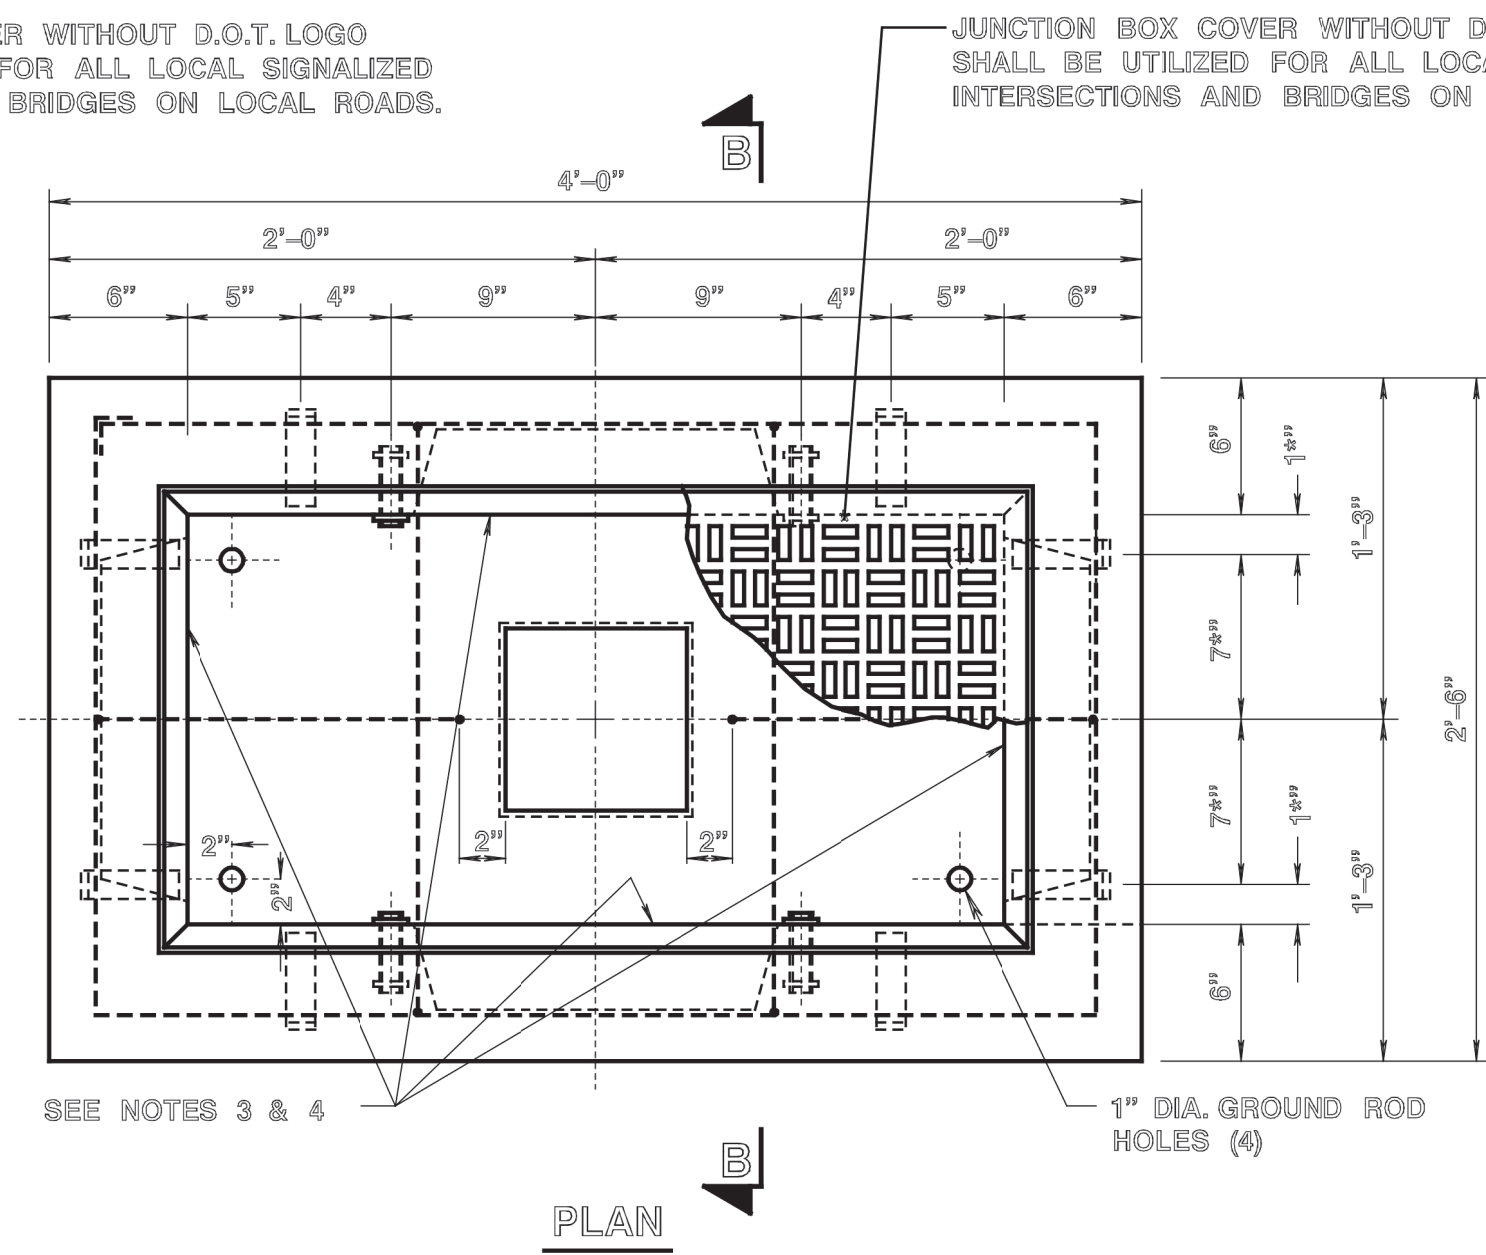 ER WITHOUT D.O.T. LOGO
FOR ALL LOCAL SIGNALIZED
BRIDGES ON LOCAL ROADS.
JUNCTION BOX COVER WITHOUT D
SHALL BE UTILIZED FOR ALL LOCA
INTERSECTIONS AND BRIDGES ON
B
4'-0"
2'-0" 2'-0"
6" 5" 4" 9" 9" 4" 5" 6"
6" 1*"
1'-3"
7*"
2'-6"
7*" 1*"
1'-3"
6"
2" 2" 2" 2"
SEE NOTES 3 & 4
1" DIA. GROUND ROD
HOLES (4)
B
PLAN